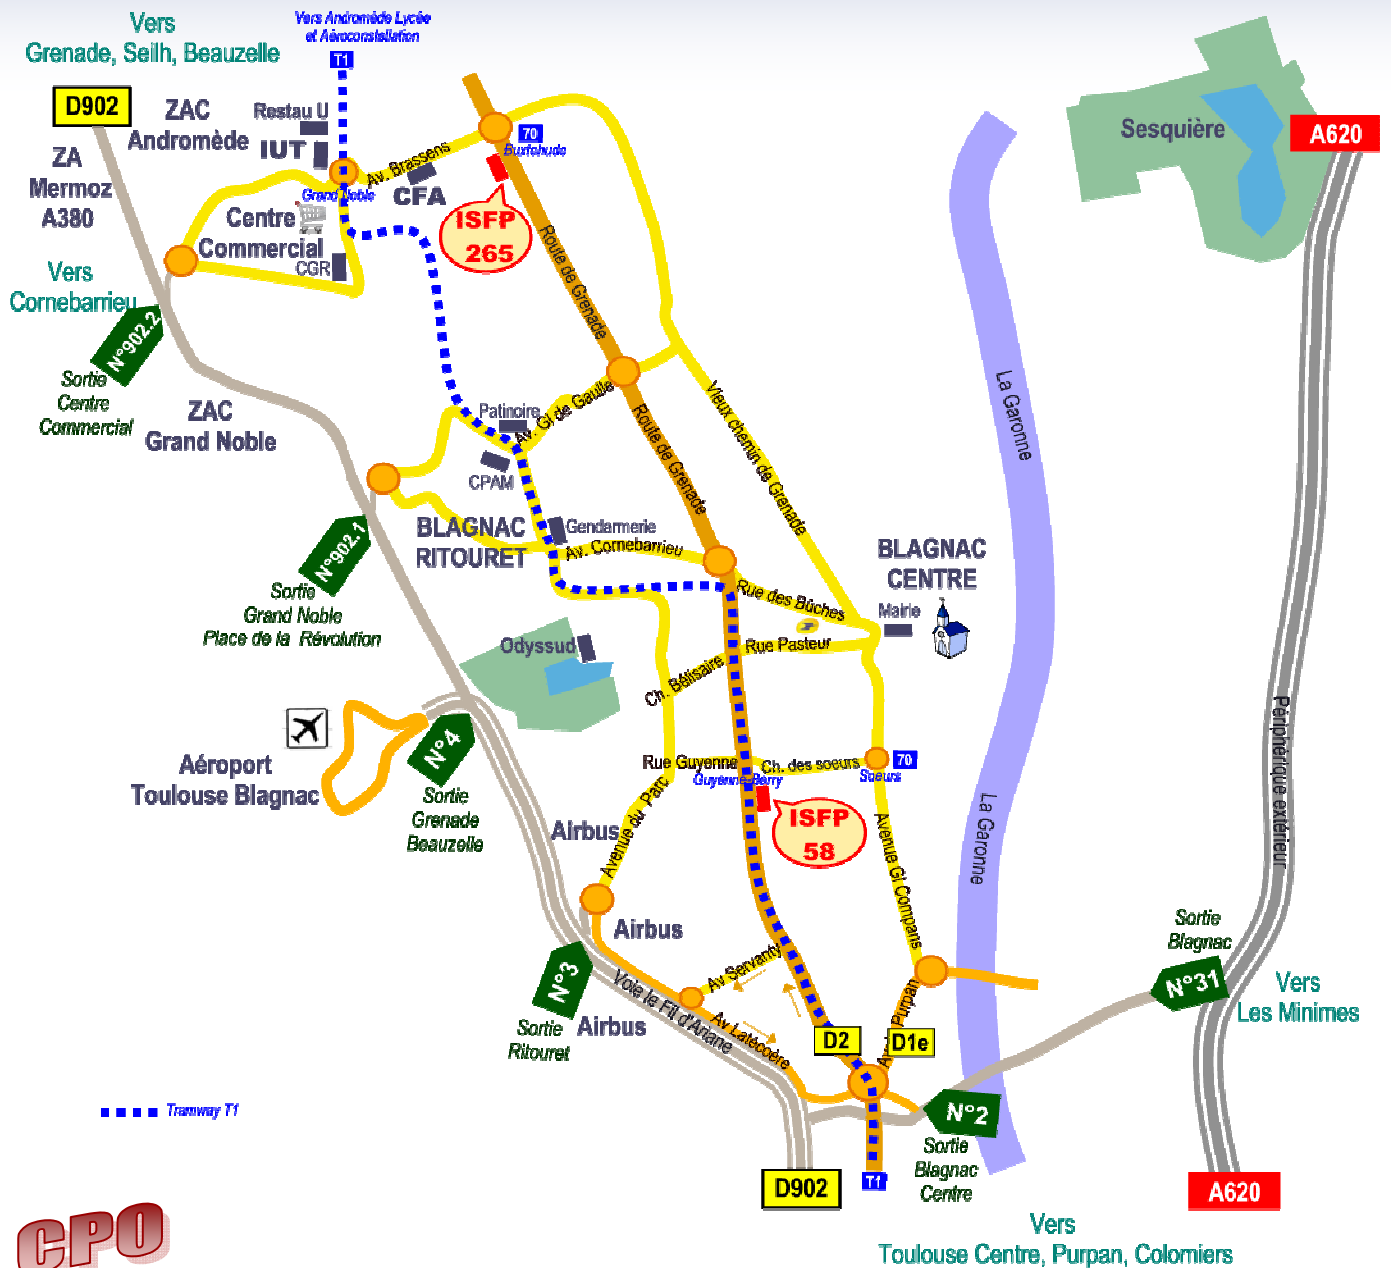 Vers
Grenade, Seilh, Beauzelle
Vers Andromède Lycée
et Aéroconstellation
T1
D902
ZAC
Andromède
Restau U
IUT
ZA
Mermoz
A380
Av. Brassens
CFA
Grand Noble
70
Buxtehude
ISFP
265
Centre
Commercial
CGR
Vers
Cornebarrieu
N°902.2
Sortie
Centre
Commercial
ZAC
Grand Noble
Route de Grenade
Sesquière
A620
La Garonne
Patinoire
Av. Gl de Gaulle
Route de Grenade
Vieux chemin de Grenade
CPAM
BLAGNAC
RITOURET
Gendarmerie
Av. Cornebarrieu
N°902.1
Sortie
Grand Noble
Place de la Révolution
BLAGNAC
CENTRE
Mairie
Rue des Bûches
Rue Pasteur
Ch. Bélisaire
Odyssud
Aéroport
Toulouse Blagnac
N°4
Sortie
Grenade
Beauzelle
Rue Guyenne
Guyenne-Berry
Ch. des soeurs
70
Soeurs
ISFP
58
Airbus
Avenue du Parc
Avenue Gl Compans
La Garonne
Périphérique extérieur
Airbus
N°3
Sortie
Ritouret
Airbus
Voie le Fil d'Ariane
Av Servanty
Av Latécoère
Purpan
D2
D1e
Sortie
Blagnac
N°31
Vers
Les Minimes
N°2
Sortie
Blagnac
Centre
Tramway T1
D902
T1
A620
Vers
Toulouse Centre, Purpan, Colomiers
CPO